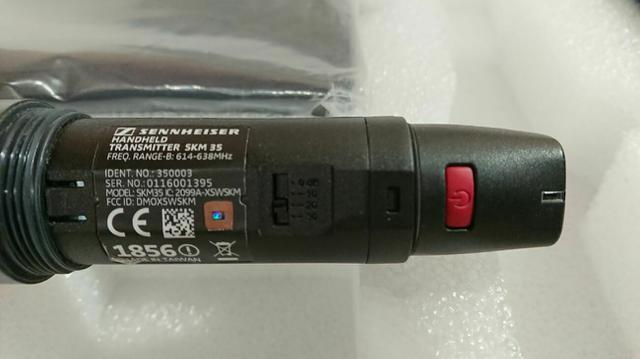 SENNHEISER
HANDHELD
TRANSMITTER SKM 35
FREQ. RANGE-B: 614-638MHz
IDENT. NO.: 350003
SER. NO.: 0116001395
MODEL: SKM35 IC: 2099A-XSWSKM
FCC ID: DMOXSWSKM
CE
1856
MADE IN TAIWAN